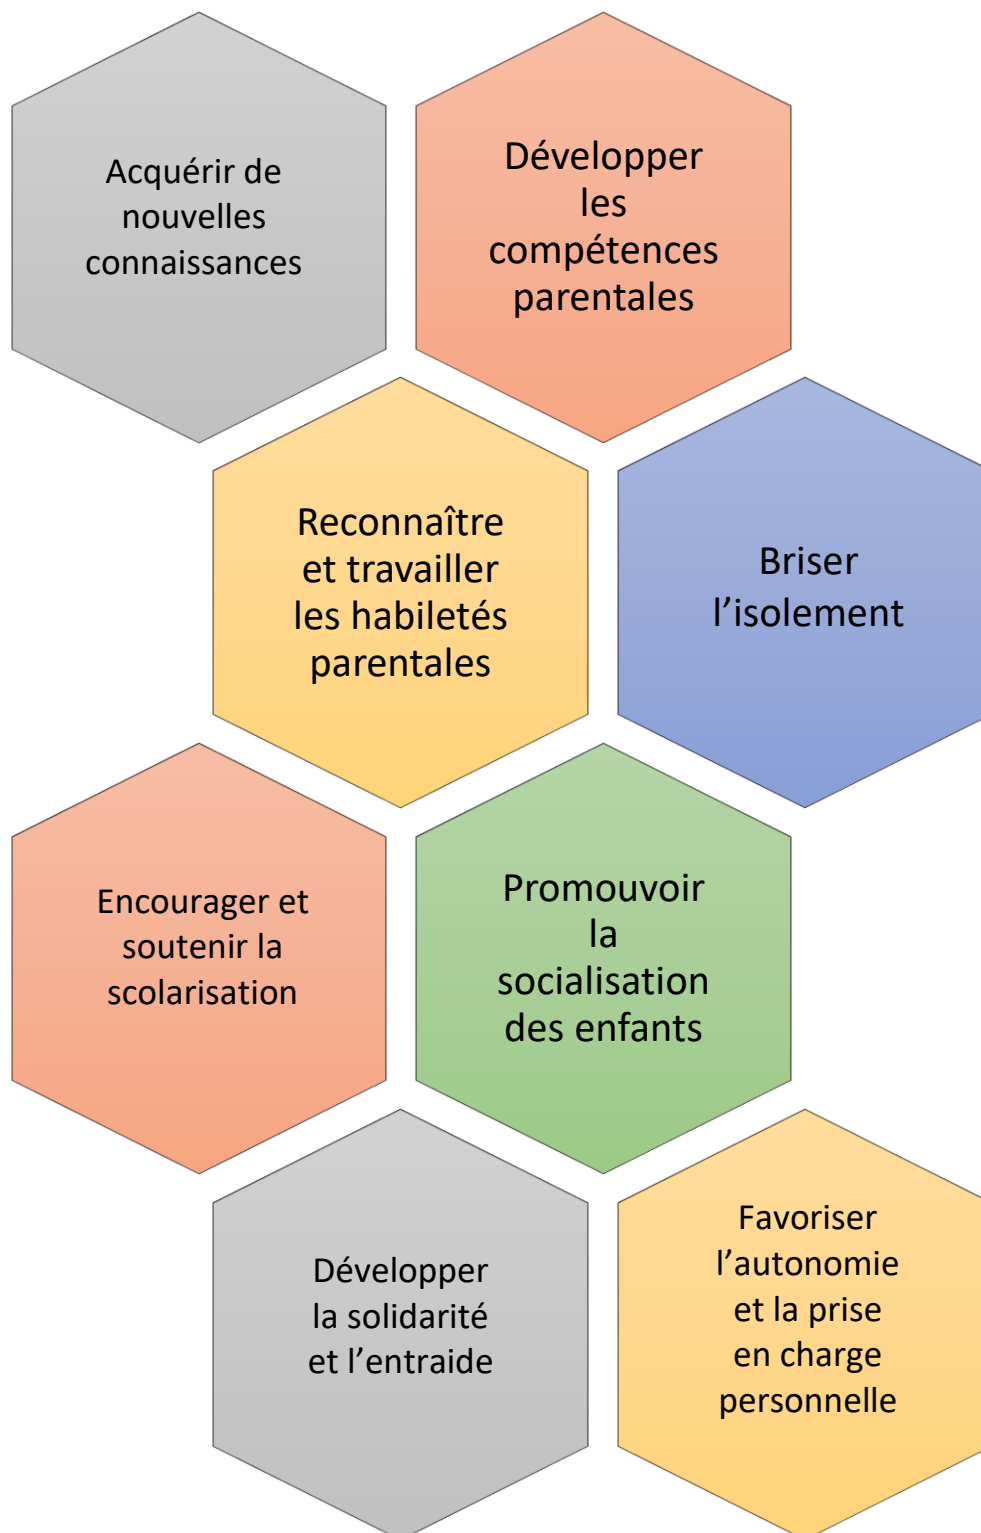 Acquérir de
nouvelles
connaissances
Développer
les
compétences
parentales
Reconnaître
et travailler
les habiletés
parentales
Briser
l’isolement
Encourager et
soutenir la
scolarisation
Promouvoir
la
socialisation
des enfants
Développer
la solidarité
et l’entraide
Favoriser
l’autonomie
et la prise
en charge
personnelle